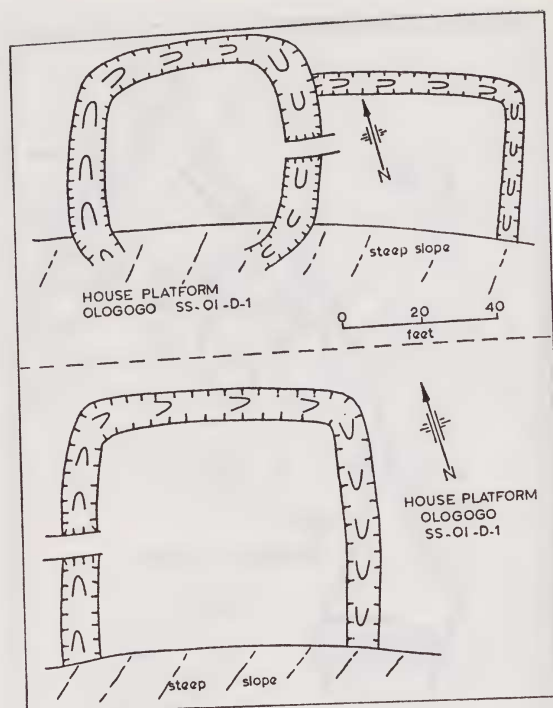 N
steep slope
HOUSE PLATFORM
OLOGOGO SS-01-D-1
0 20 40
feet
N
HOUSE PLATFORM
OLOGOGO
SS-01-D-1
steep slope